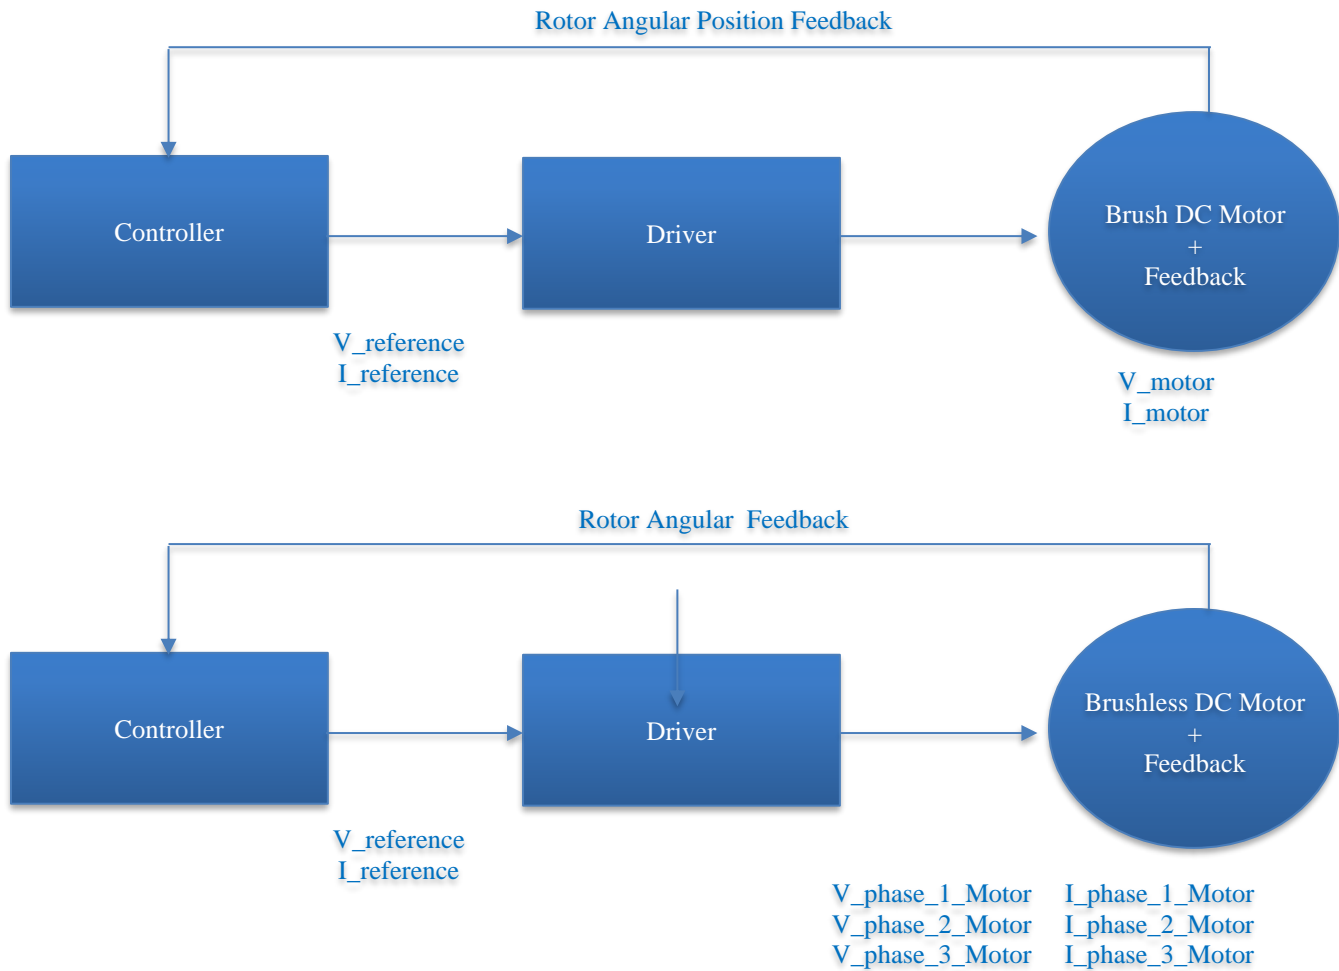 Rotor Angular Position Feedback
Controller
Driver
Brush DC Motor
+
Feedback
V_reference
I_reference
V_motor
I_motor
Rotor Angular  Feedback
Controller
Driver
Brushless DC Motor
+
Feedback
V_reference
I_reference
V_phase_1_Motor I_phase_1_Motor
V_phase_2_Motor I_phase_2_Motor
V_phase_3_Motor I_phase_3_Motor